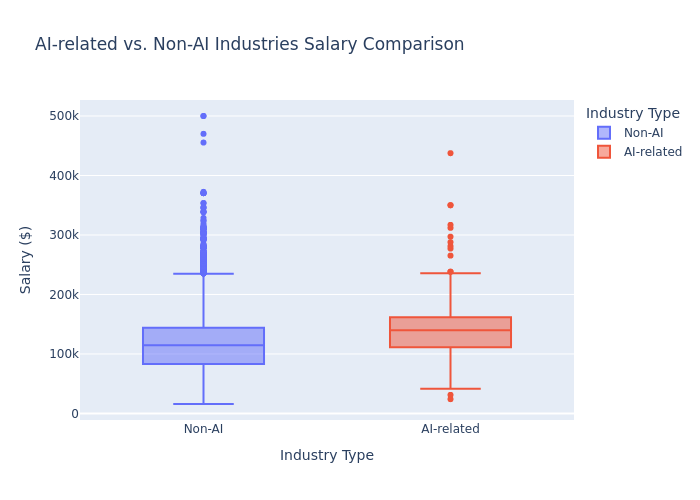 AI-related vs. Non-AI Industries Salary Comparison
Industry Type
Non-AI
AI-related
500k
400k
300k
200k
100k
0
Salary ($)
Non-AI
AI-related
Industry Type